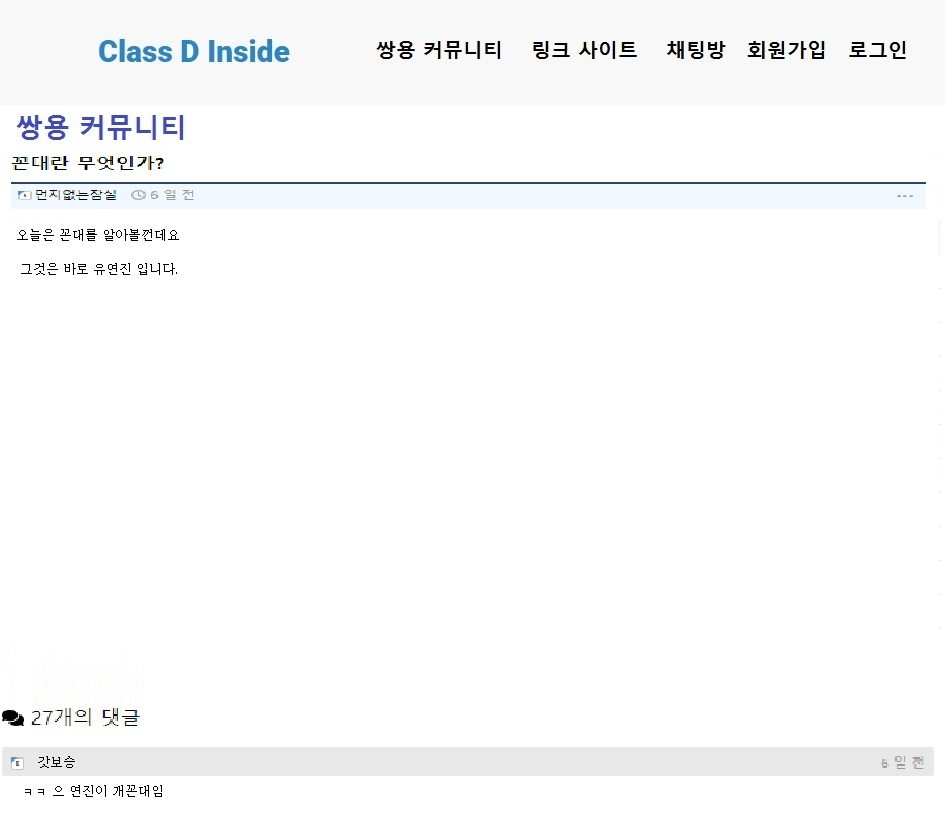 Class D Inside 쌍용 커뮤니티 링크 사이트 채팅방 회원가입 로그인
쌍용 커뮤니티
꼰대란 무엇인가?
먼지없는잠실 6 일 전 ---
오늘은 꼰대를 알아볼껀데요
그것은 바로 유연진 입니다.
27개의 댓글
갓보승 6 일 전
ㅋㅋ 으 연진이 개꼰대임